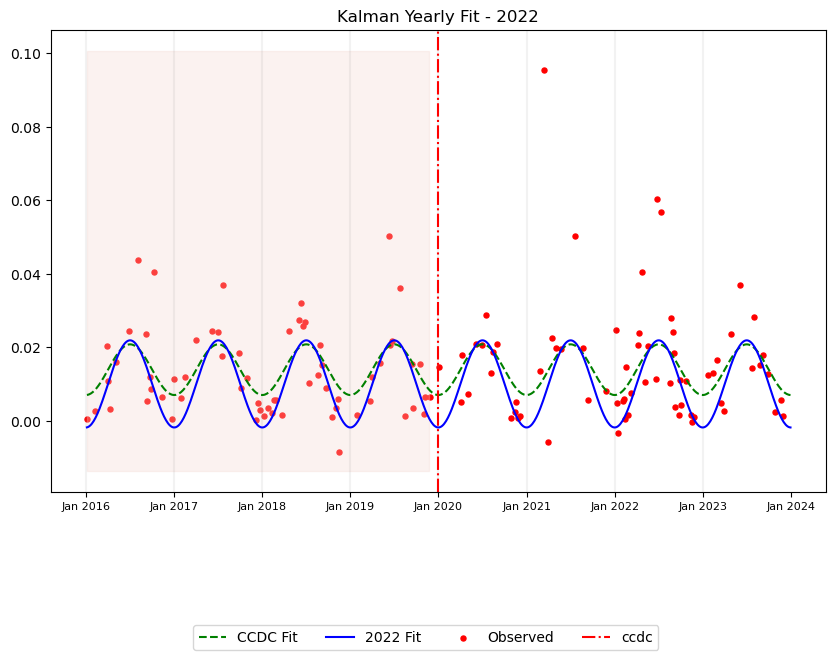 Kalman Yearly Fit - 2022
0.10
0.08
0.06
0.04
0.02
0.00
Jan 2016 Jan 2017 Jan 2018 Jan 2019 Jan 2020 Jan 2021 Jan 2022 Jan 2023 Jan 2024
CCDC Fit 2022 Fit Observed ccdc